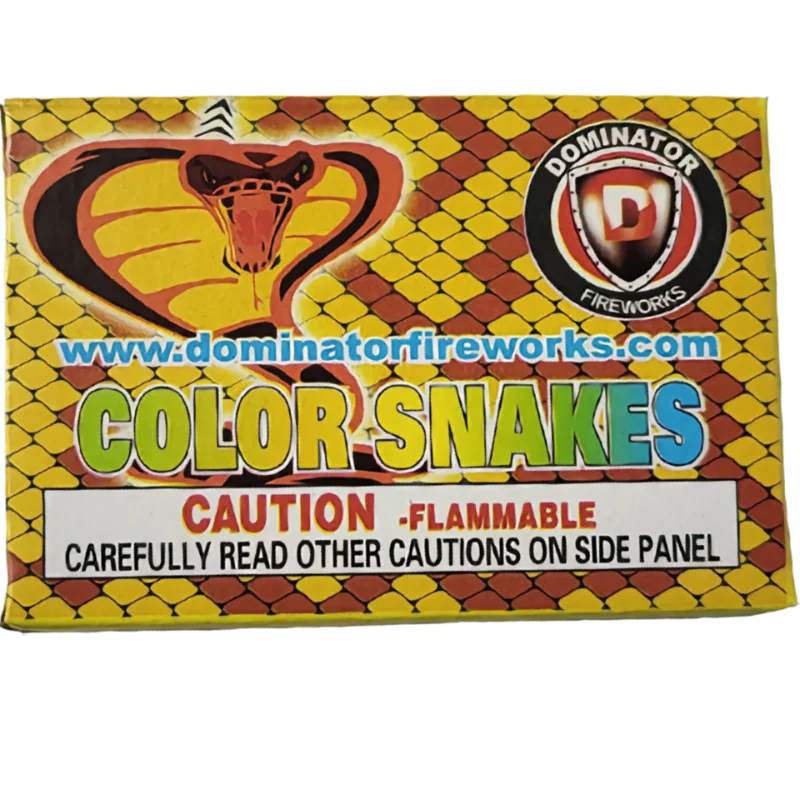 DOMINATOR
D
FIREWORKS
www.dominatorfireworks.com
COLOR SNAKES
CAUTION -FLAMMABLE
CAREFULLY READ OTHER CAUTIONS ON SIDE PANEL